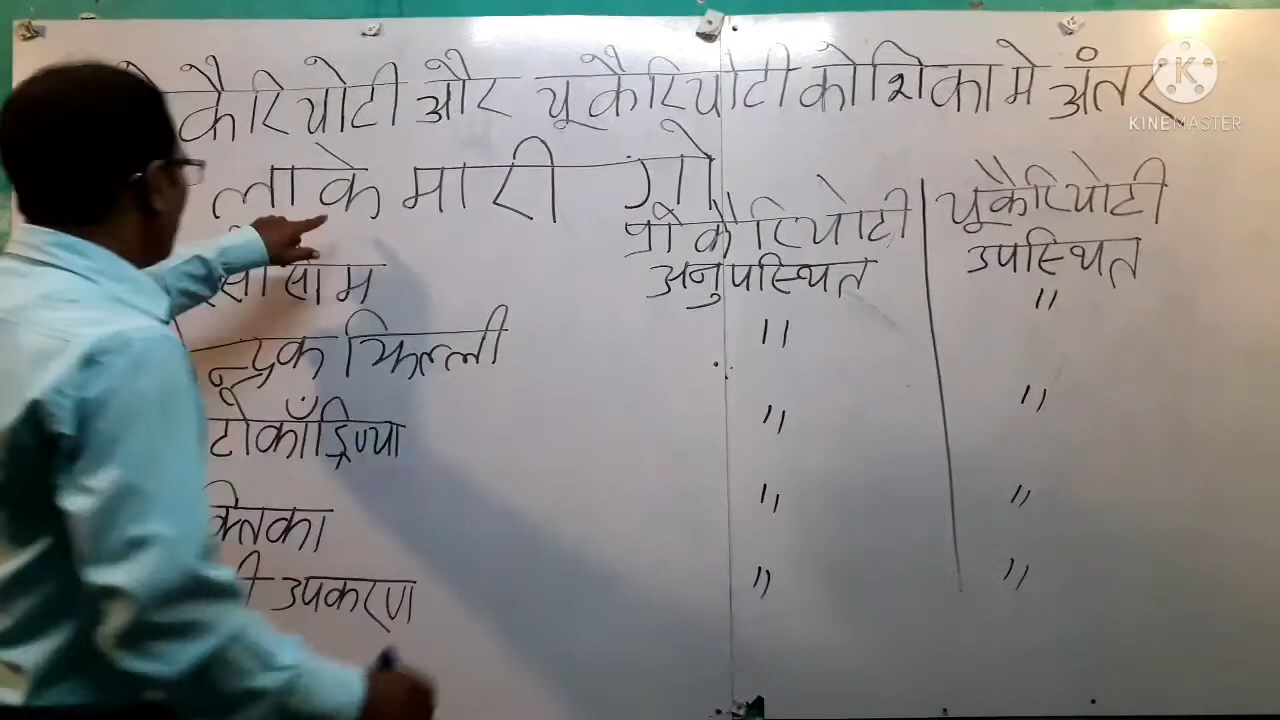 कैरियोटी और यूकैरियोटी कोशिका मे अंतर
KINEMASTER
लाके मारी गो
प्रोकैरियोटी यूकैरियोटी
अनुपस्थित उपस्थित
सोसोम " "
केन्द्रक झिल्ली " "
टोकॉंड्रिया " "
क्तिका " "
उपकरण